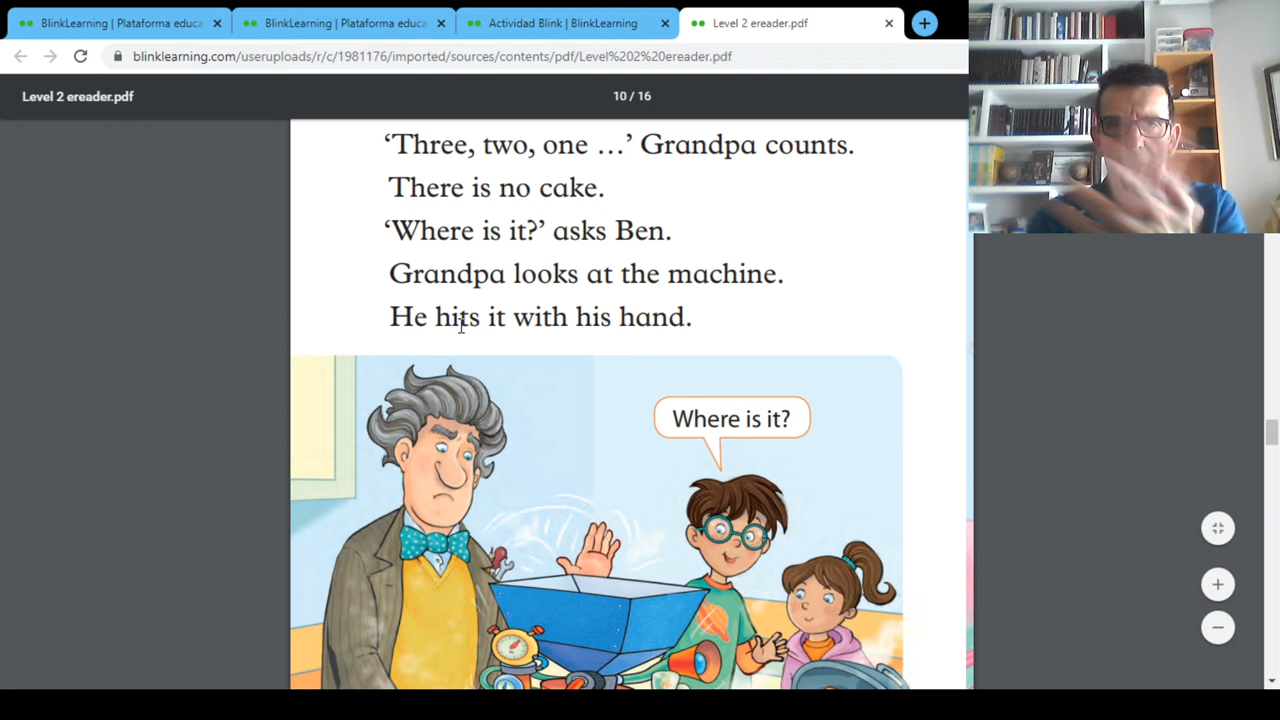 BlinkLearning | Plataforma educa
BlinkLearning | Plataforma educa
Actividad Blink | BlinkLearning
Level 2 ereader.pdf
blinklearning.com/useruploads/r/c/1981176/imported/sources/contents/pdf/Level%202%20ereader.pdf
Level 2 ereader.pdf
10 / 16
‘Three, two, one …’ Grandpa counts.
There is no cake.
‘Where is it?’ asks Ben.
Grandpa looks at the machine.
He hits it with his hand.
Where is it?